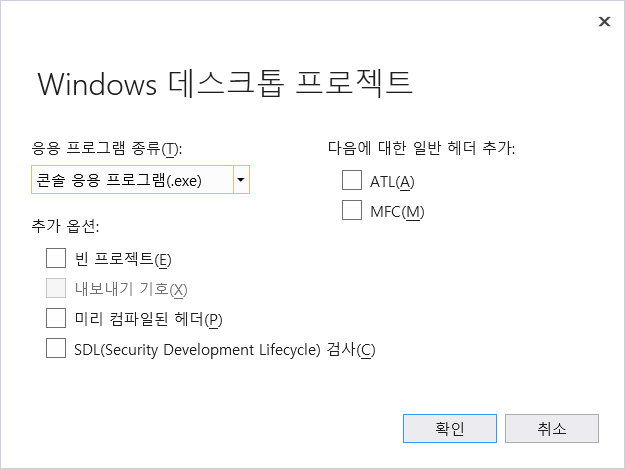 Windows 데스크톱 프로젝트
응용 프로그램 종류(T):
콘솔 응용 프로그램(.exe)
추가 옵션:
빈 프로젝트(E)
내보내기 기호(X)
미리 컴파일된 헤더(P)
SDL(Security Development Lifecycle) 검사(C)
다음에 대한 일반 헤더 추가:
ATL(A)
MFC(M)
확인
취소